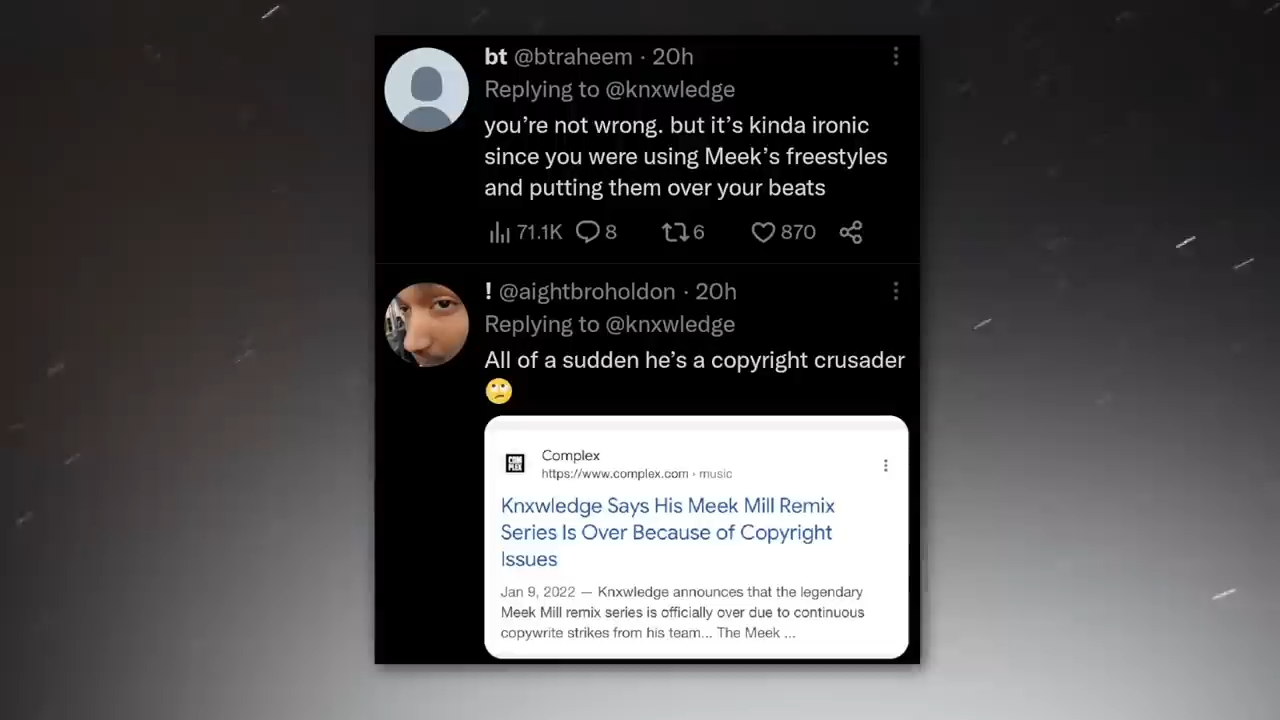 bt @btraheem · 20h
Replying to @knxwledge
you’re not wrong. but it’s kinda ironic
since you were using Meek’s freestyles
and putting them over your beats
71.1K 8 6 870
! @aightbroholdon · 20h
Replying to @knxwledge
All of a sudden he’s a copyright crusader
🙄
COMPLEX
Complex
https://www.complex.com › music
Knxwledge Says His Meek Mill Remix
Series Is Over Because of Copyright
Issues
Jan 9, 2022 — Knxwledge announces that the legendary
Meek Mill remix series is officially over due to continuous
copywrite strikes from his team... The Meek ...